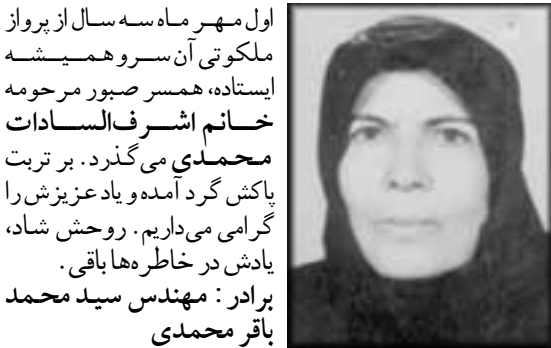 اول مهر ماه سه سال از پرواز
ملکوتی آن سرو همیشه
ایستاده، همسر صبور مرحومه
خانم اشرف‌السادات
محمدی می‌گذرد. بر تربت
پاکش گرد آمده و یاد عزیزش را
گرامی می‌داریم. روحش شاد،
یادش در خاطره‌ها باقی.
برادر: مهندس سید محمد
باقر محمدی